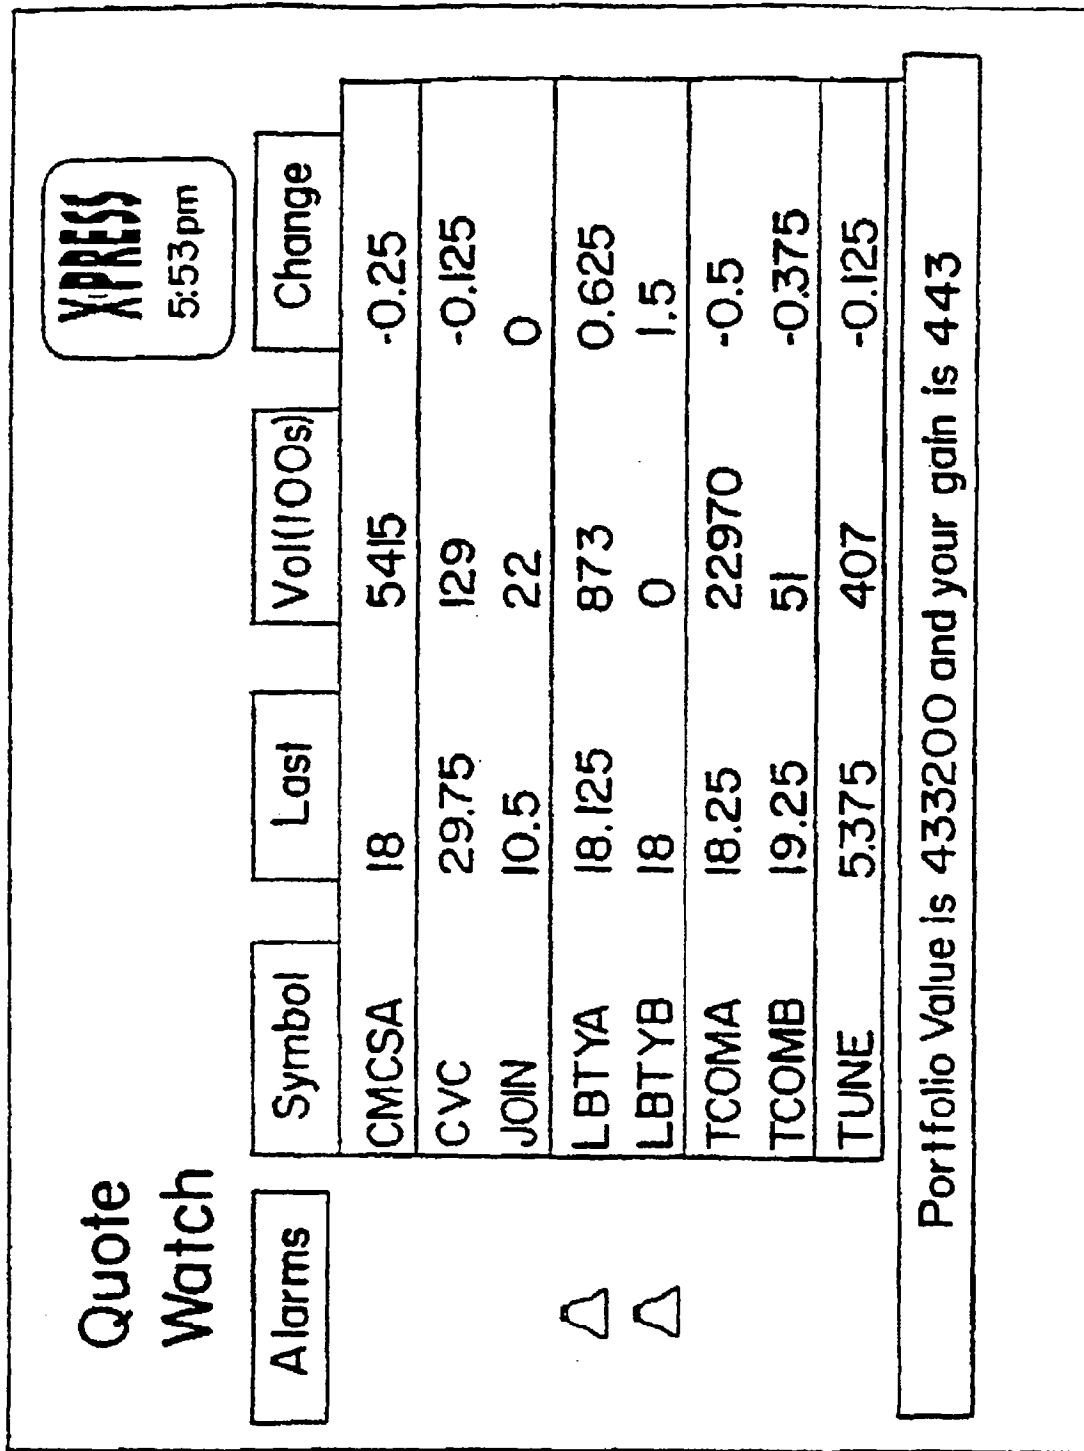 Quote
Watch
XPRESS
5:53pm
Alarms Symbol Last Vol(100s) Change
CMCSA 18 5415 -0.25
CVC 29.75 129 -0.125
JOIN 10.5 22 0
LBTYA 18.125 873 0.625
LBTYB 18 0 1.5
TCOMA 18.25 22970 -0.5
TCOMB 19.25 51 -0.375
TUNE 5.375 407 -0.125
Portfolio Value is 433200 and your gain is 443